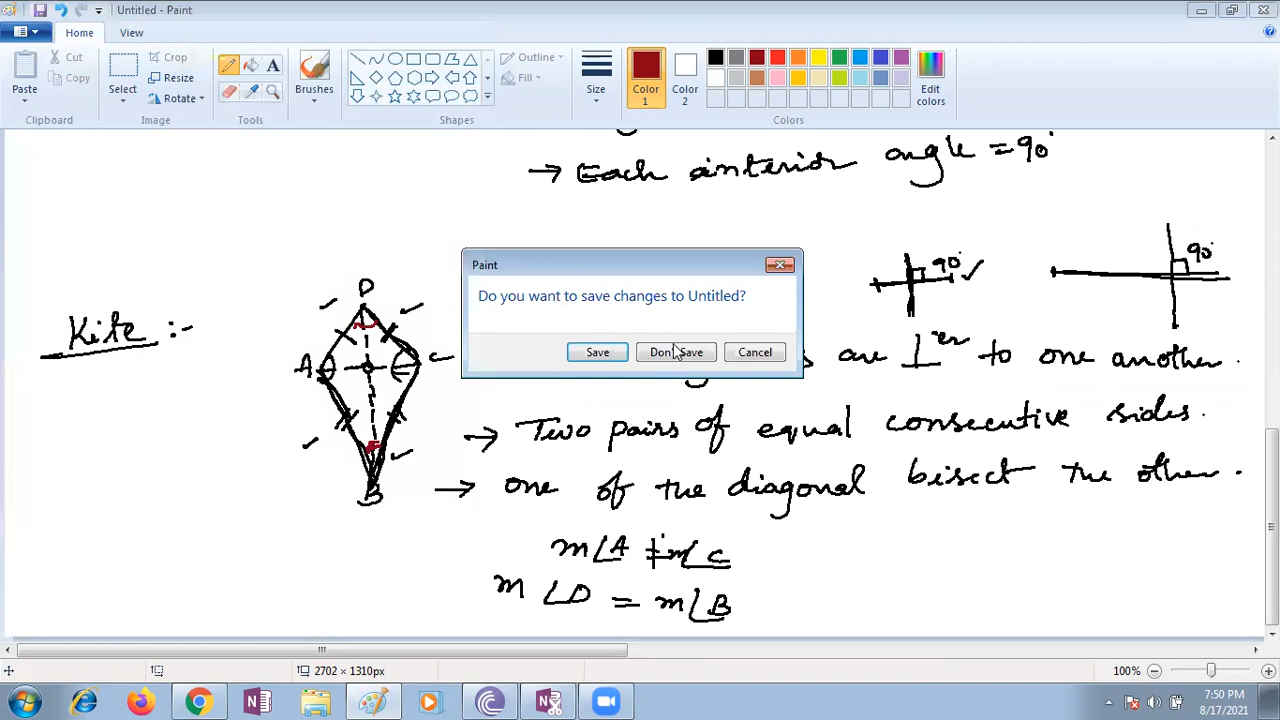 Untitled - Paint
Home
View
Paste
Cut
Copy
Clipboard
Select
Crop
Resize
Rotate
Image
Tools
Brushes
Shapes
Outline
Fill
Size
Color 1
Color 2
Edit colors
Colors
→ Each interior angle = 90°
90° ✓
90°
Paint
Do you want to save changes to Untitled?
Save
Cancel
Kite :-
D
A
C
B
are ⊥er to one another.
→ Two pairs of equal consecutive sides.
→ one of the diagonal bisect the other.
m∠A
m∠C
m∠D = m∠B
2702 × 1310px
100%
7:50 PM
8/17/2021